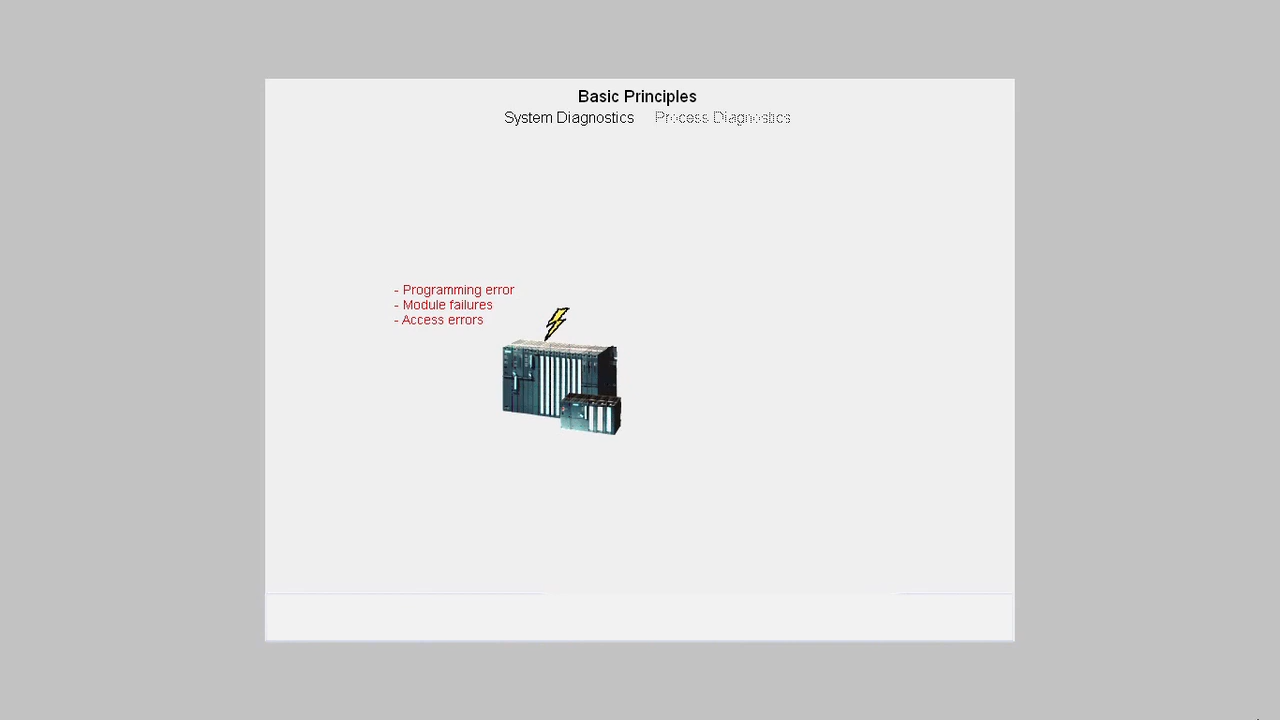 Basic Principles
System Diagnostics Process Diagnostics
- Programming error
- Module failures
- Access errors